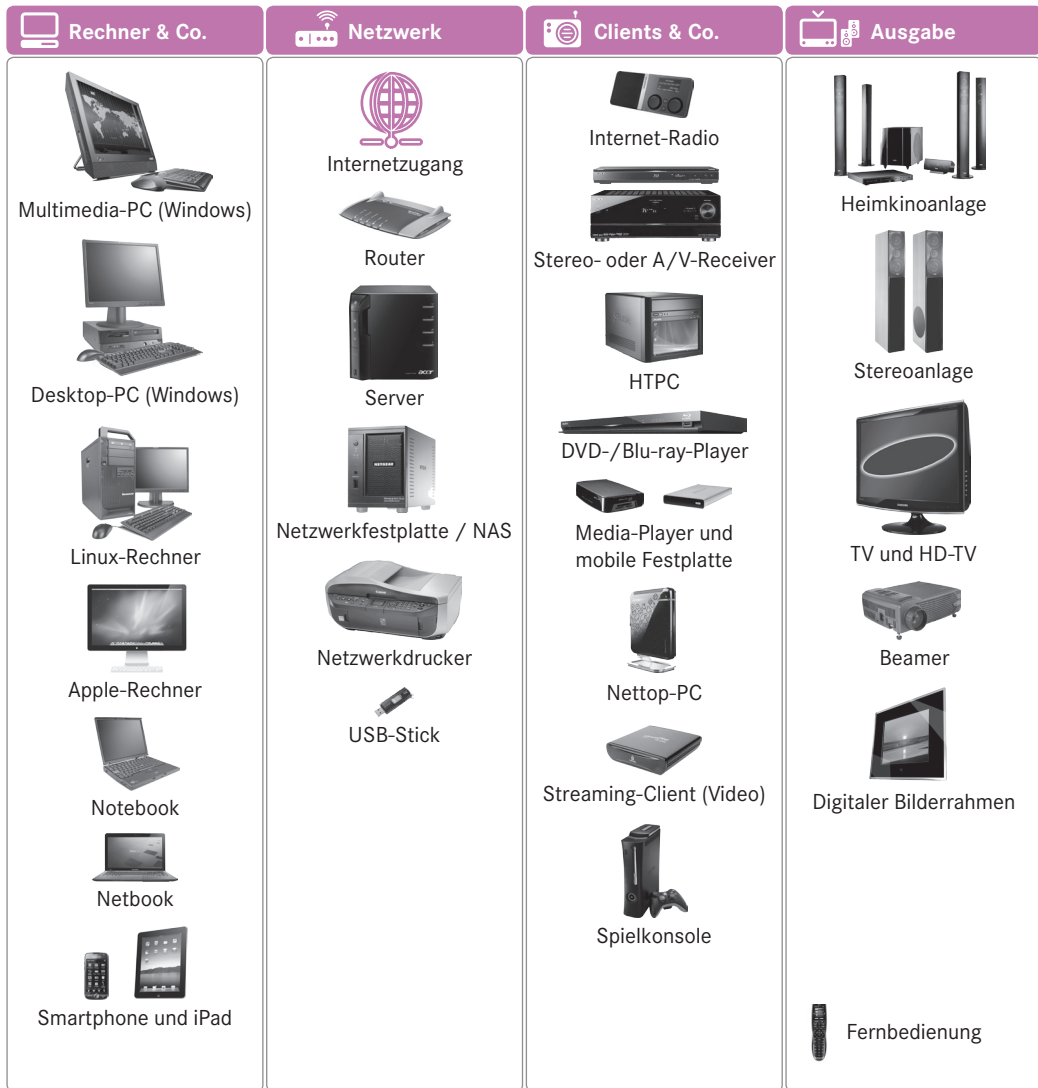 Rechner & Co.
Multimedia-PC (Windows)
Desktop-PC (Windows)
Linux-Rechner
Apple-Rechner
Notebook
Netbook
Smartphone und iPad
Netzwerk
Internetzugang
Router
acer
Server
NETGEAR
Netzwerkfestplatte / NAS
Netzwerkdrucker
USB-Stick
Clients & Co.
Internet-Radio
Stereo- oder A/V-Receiver
HTPC
DVD-/Blu-ray-Player
Media-Player und
mobile Festplatte
Nettop-PC
Streaming-Client (Video)
Spielkonsole
Ausgabe
Heimkinoanlage
Stereoanlage
TV und HD-TV
Beamer
Digitaler Bilderrahmen
Fernbedienung